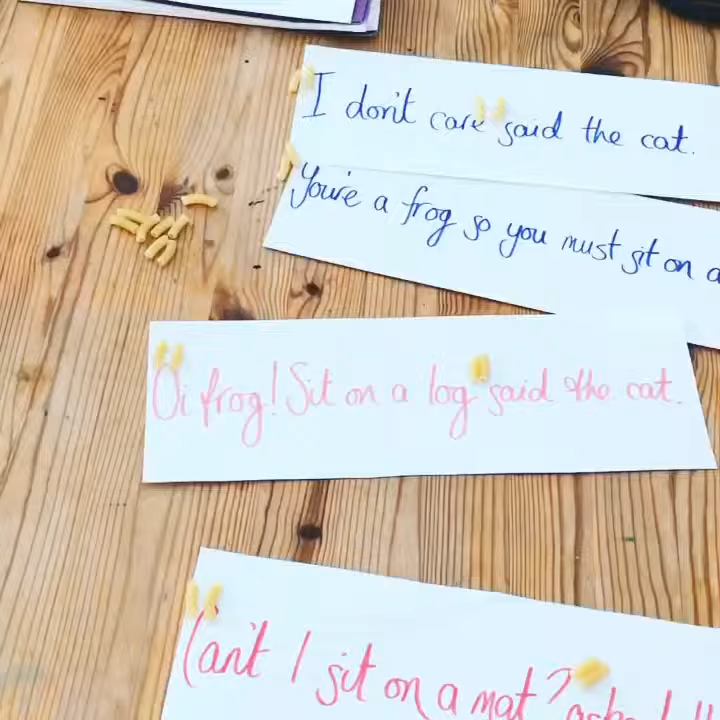 I don't care said the cat.
You're a frog so you must sit on a
Oi frog! Sit on a log said the cat.
Can't I sit on a mat?